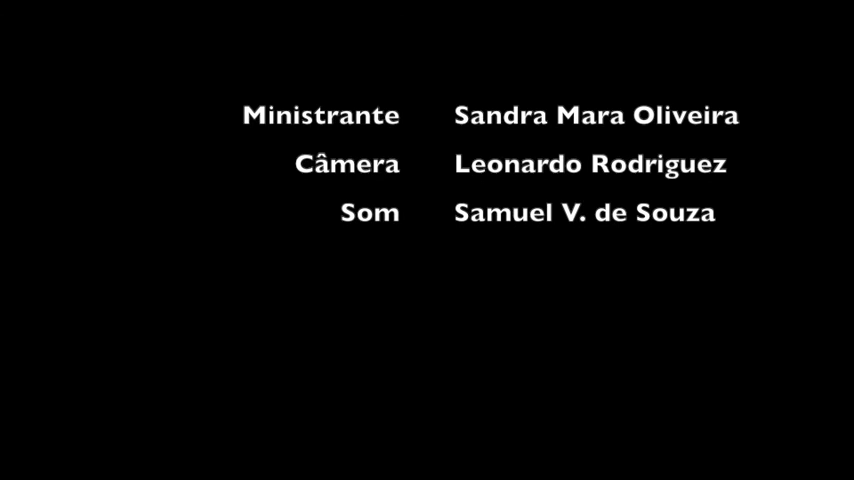 Ministrante Sandra Mara Oliveira
Câmera Leonardo Rodriguez
Som Samuel V. de Souza